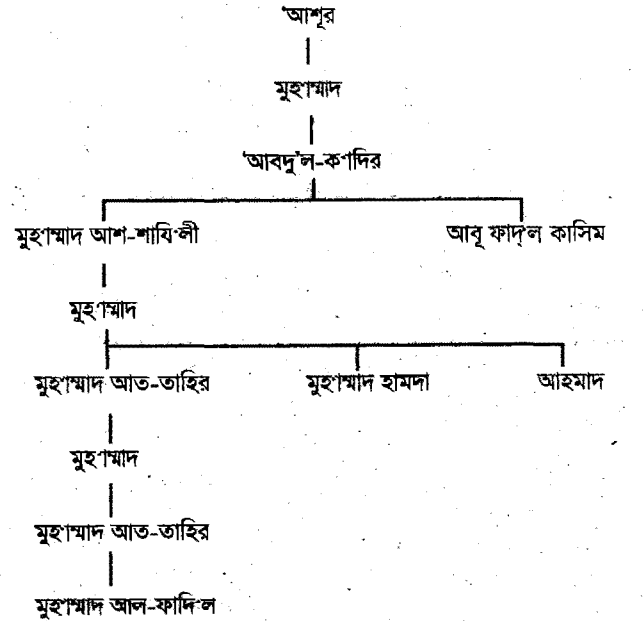 ‘আশূর
মুহ‘াম্মাদ
‘আবদু’ল-ক‘াদির
মুহ‘াম্মাদ আশ-শাযি‘লী আবূ ফাদ‘ল কাসিম
মুহ‘াম্মাদ
মুহ‘াম্মাদ আত-তাহির মুহ‘াম্মাদ হামদা আহমাদ
মুহ‘াম্মাদ
মুহ‘াম্মাদ আত-তাহির
মুহ‘াম্মাদ আল-ফাদি‘ল